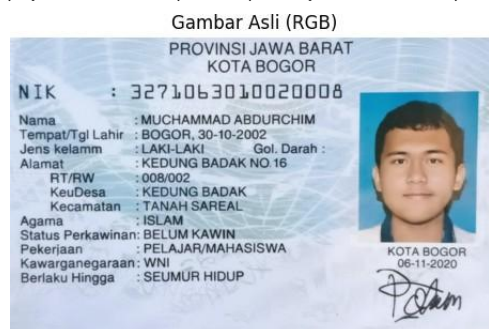 Gambar Asli (RGB)
PROVINSI JAWA BARAT
KOTA BOGOR
NIK : 3271063010020008
Nama : MUCHAMMAD ABDURCHIM
Tempat/Tgl Lahir : BOGOR, 30-10-2002
Jens kelamm : LAKI-LAKI Gol. Darah :
Alamat : KEDUNG BADAK NO 16
RT/RW : 008/002
KeuDesa : KEDUNG BADAK
Kecamatan : TANAH SAREAL
Agama : ISLAM
Status Perkawinan: BELUM KAWIN
Pekerjaan : PELAJAR/MAHASISWA
Kawarganegaraan: WNI
Berlaku Hingga : SEUMUR HIDUP
KOTA BOGOR
06-11-2020